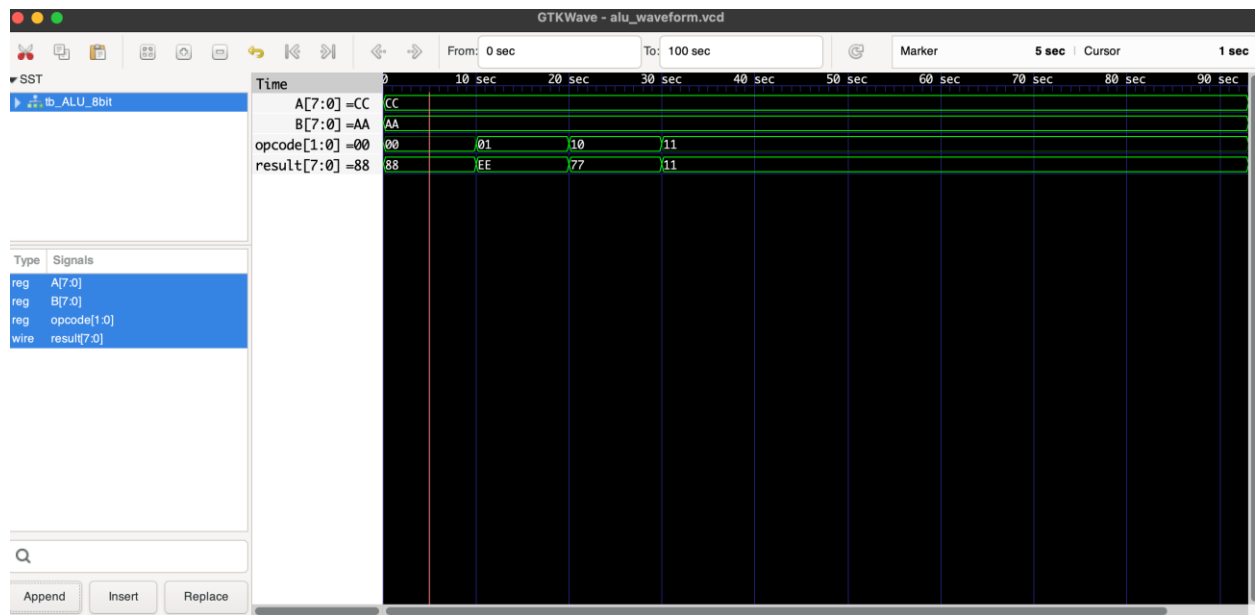 GTKWave - alu_waveform.vcd
From: 0 sec To: 100 sec Marker 5 sec | Cursor 1 sec
▼ SST
tb_ALU_8bit
Time
0 10 sec 20 sec 30 sec 40 sec 50 sec 60 sec 70 sec 80 sec 90 sec
A[7:0] =CC CC
B[7:0] =AA AA
opcode[1:0] =00 00 01 10 11
result[7:0] =88 88 EE 77 11
Type Signals
reg A[7:0]
reg B[7:0]
reg opcode[1:0]
wire result[7:0]
Append Insert Replace